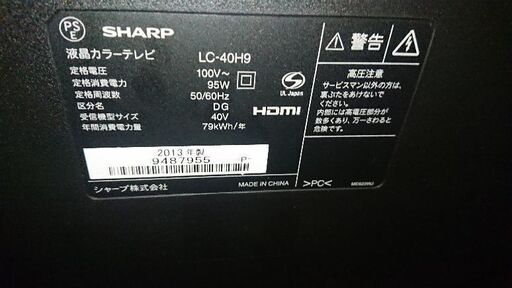 PS
E
SHARP
液晶カラーテレビ LC-40H9
定格電圧 100V～
定格消費電力 95W
定格周波数 50/60Hz
区分名 DG
受信機型サイズ 40V
年間消費電力量 79kWh/年
UL Japan
HDMI
2013 年製
9487955 -P-
シャープ株式会社
MADE IN CHINA
警告
高圧注意
サービスマン以外の方は、
裏ぶたをあけないで
ください。
内部には高電圧部分が
数多くあり、万一さわると
危険です。
>PC<